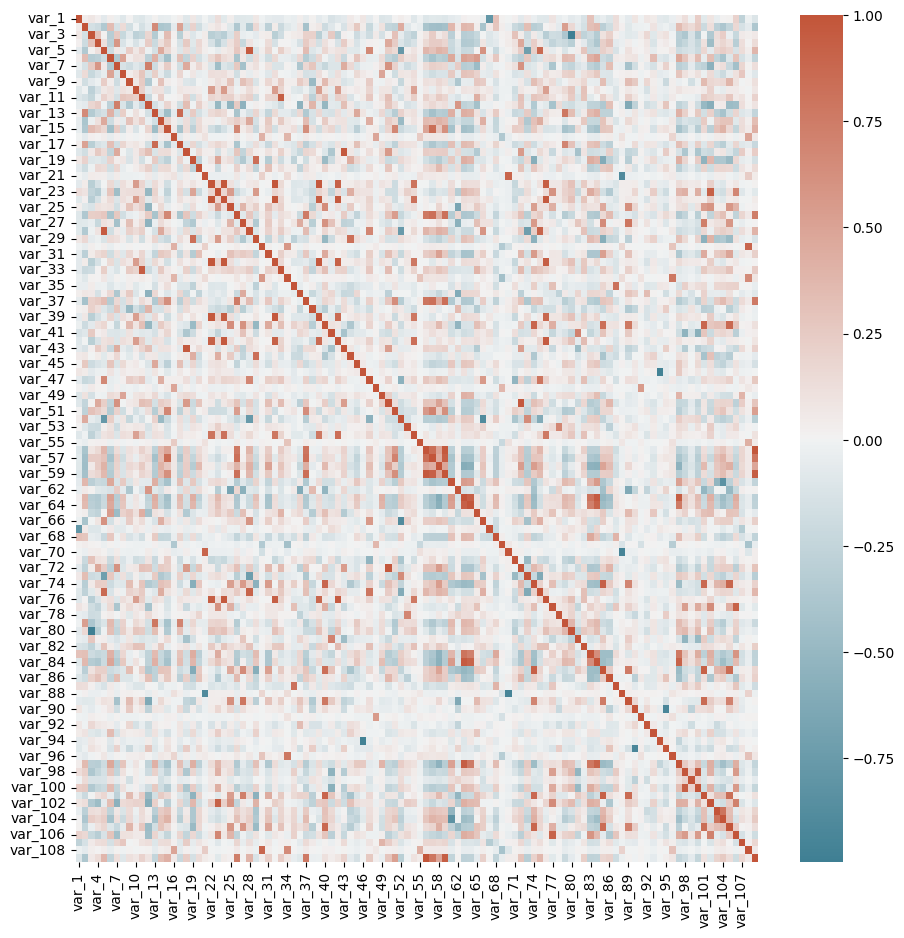 var_1
var_3
var_5
var_7
var_9
var_11
var_13
var_15
var_17
var_19
var_21
var_23
var_25
var_27
var_29
var_31
var_33
var_35
var_37
var_39
var_41
var_43
var_45
var_47
var_49
var_51
var_53
var_55
var_57
var_59
var_62
var_64
var_66
var_68
var_70
var_72
var_74
var_76
var_78
var_80
var_82
var_84
var_86
var_88
var_90
var_92
var_94
var_96
var_98
var_100
var_102
var_104
var_106
var_108
var_1
var_4
var_7
var_10
var_13
var_16
var_19
var_22
var_25
var_28
var_31
var_34
var_37
var_40
var_43
var_46
var_49
var_52
var_55
var_58
var_62
var_65
var_68
var_71
var_74
var_77
var_80
var_83
var_86
var_89
var_92
var_95
var_98
var_101
var_104
var_107
1.00
0.75
0.50
0.25
0.00
−0.25
−0.50
−0.75